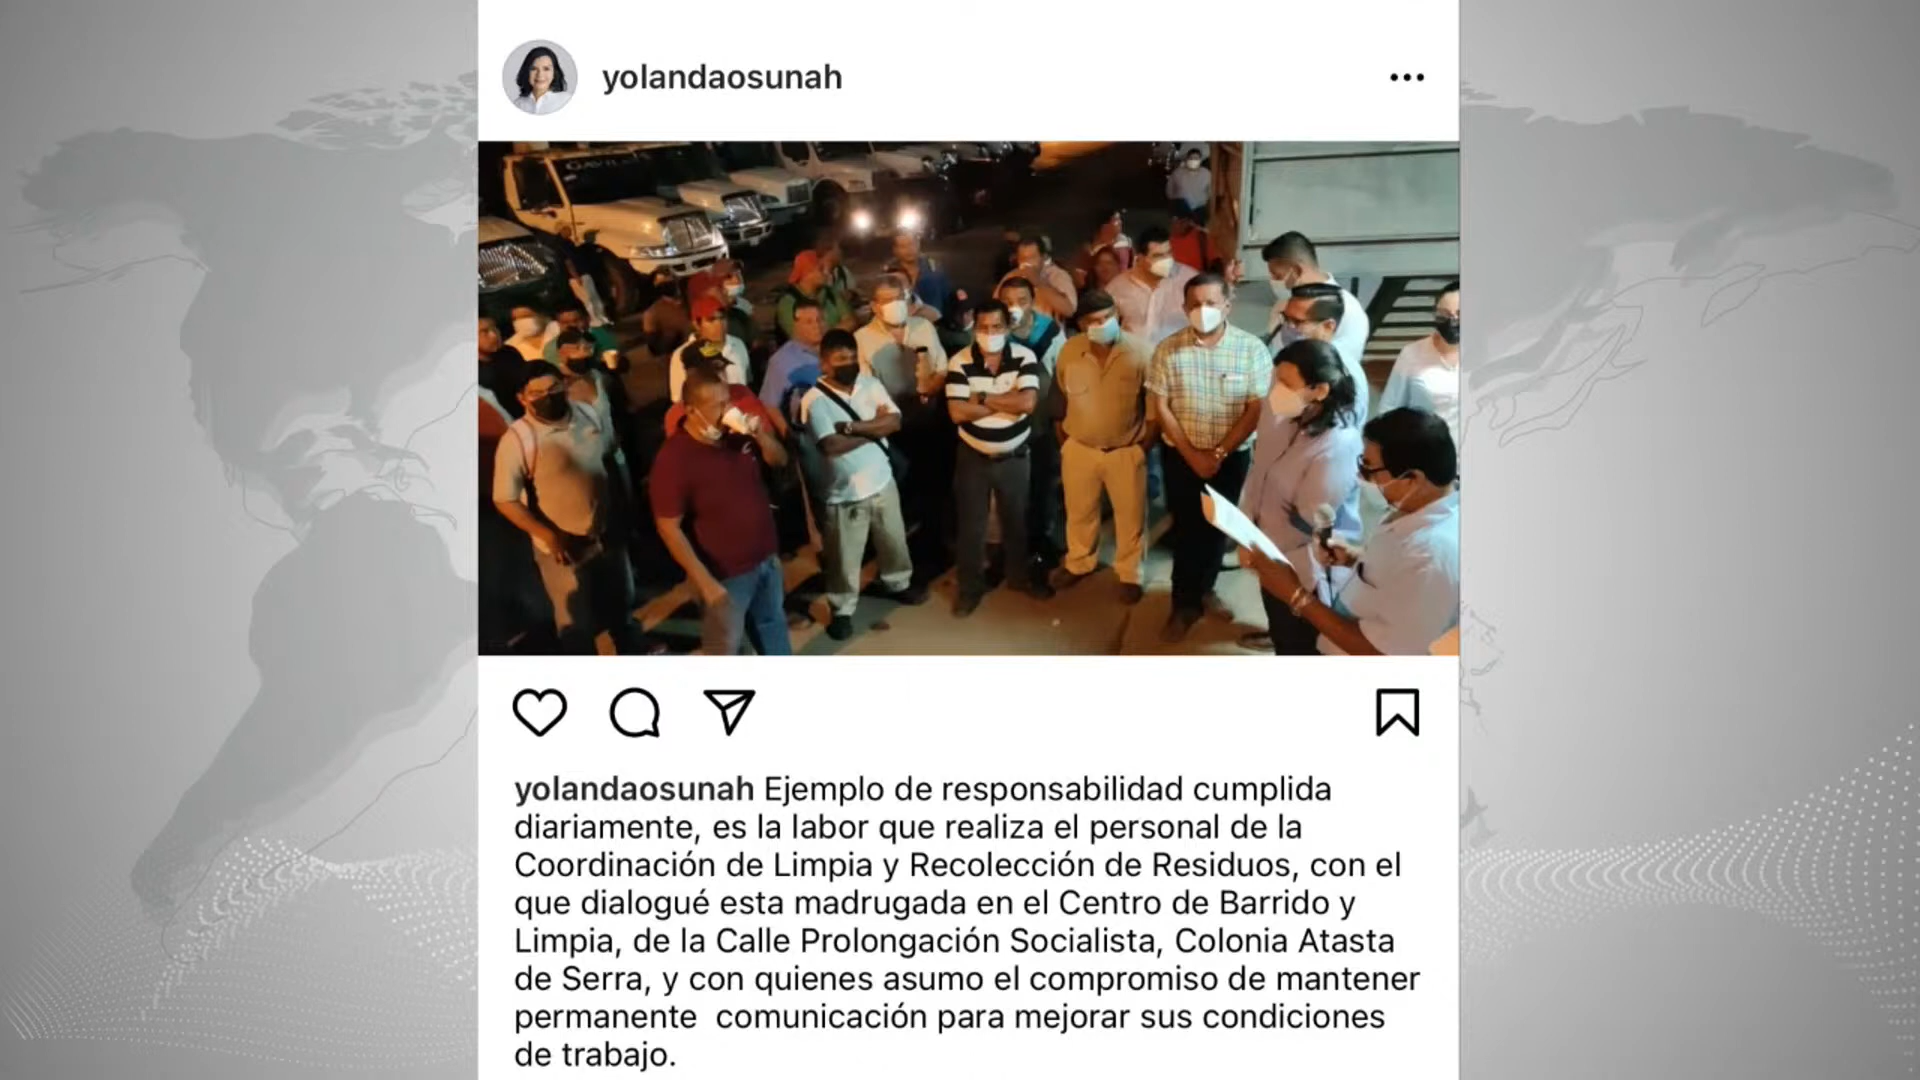 yolandaosunah
GAVIL
yolandaosunah Ejemplo de responsabilidad cumplida
diariamente, es la labor que realiza el personal de la
Coordinación de Limpia y Recolección de Residuos, con el
que dialogué esta madrugada en el Centro de Barrido y
Limpia, de la Calle Prolongación Socialista, Colonia Atasta
de Serra, y con quienes asumo el compromiso de mantener
permanente  comunicación para mejorar sus condiciones
de trabajo.